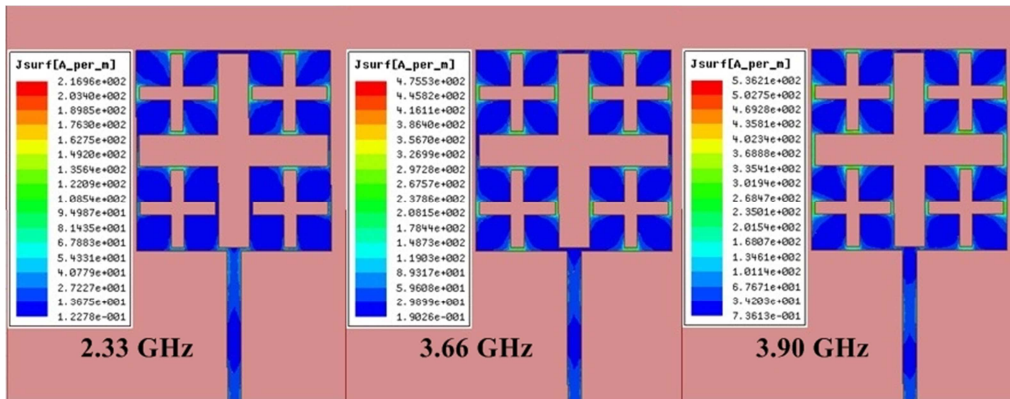 Jsurf[A_per_m]
2.1696e+002
2.0340e+002
1.8985e+002
1.7630e+002
1.6275e+002
1.4920e+002
1.3564e+002
1.2209e+002
1.0854e+002
9.4987e+001
8.1435e+001
6.7883e+001
5.4331e+001
4.0779e+001
2.7227e+001
1.3675e+001
1.2278e-001
2.33 GHz
Jsurf[A_per_m]
4.7553e+002
4.4582e+002
4.1611e+002
3.8640e+002
3.5670e+002
3.2699e+002
2.9728e+002
2.6757e+002
2.3786e+002
2.0815e+002
1.7844e+002
1.4873e+002
1.1903e+002
8.9317e+001
5.9608e+001
2.9899e+001
1.9026e-001
3.66 GHz
Jsurf[A_per_m]
5.3621e+002
5.0275e+002
4.6928e+002
4.3581e+002
4.0234e+002
3.6888e+002
3.3541e+002
3.0194e+002
2.6847e+002
2.3501e+002
2.0154e+002
1.6807e+002
1.3461e+002
1.0114e+002
6.7671e+001
3.4203e+001
7.3613e-001
3.90 GHz